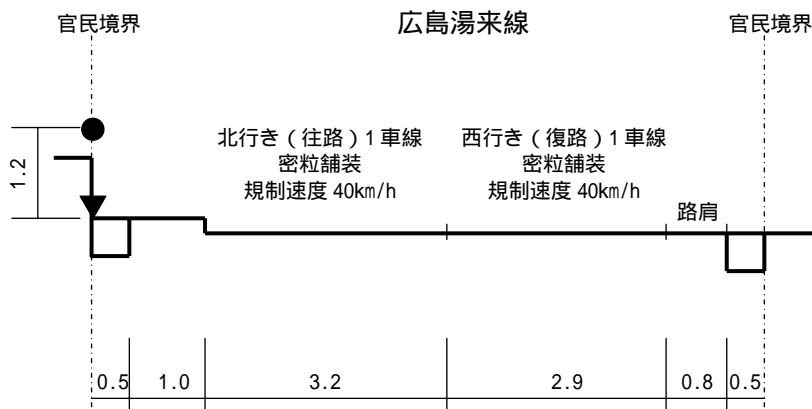 官民境界
広島湯来線
官民境界
北行き（往路）1車線
密粒舗装
規制速度 40km/h
西行き（復路）1車線
密粒舗装
規制速度 40km/h
1.2
路肩
0.5
1.0
3.2
2.9
0.8
0.5